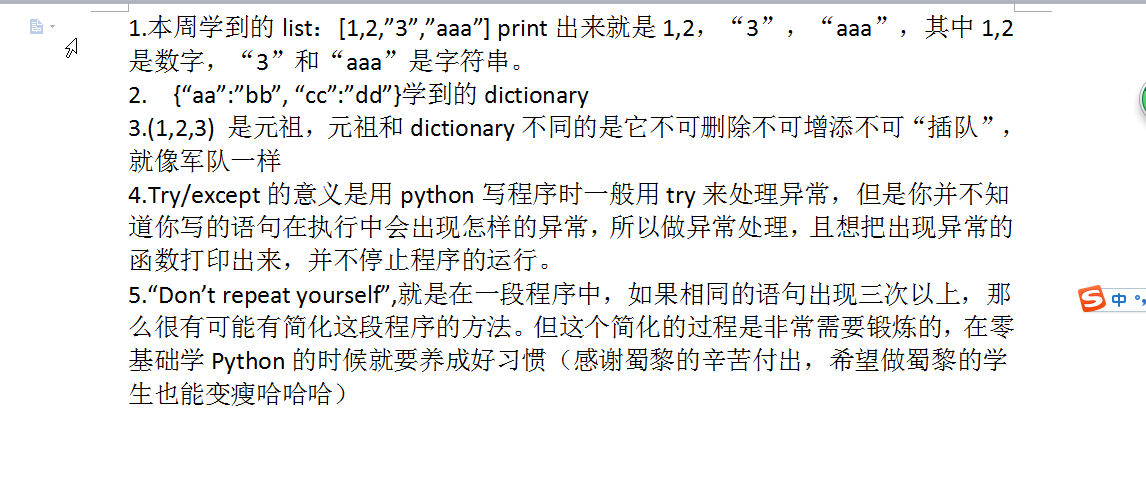 1.本周学到的 list：[1,2,”3”,”aaa”] print 出来就是 1,2，“3”，“aaa”，其中 1,2
是数字，“3”和“aaa”是字符串。
2.    {“aa”:”bb”, “cc”:”dd”}学到的 dictionary
3.(1,2,3)  是元祖，元祖和 dictionary 不同的是它不可删除不可增添不可“插队”，
就像军队一样
4.Try/except 的意义是用 python 写程序时一般用 try 来处理异常，但是你并不知
道你写的语句在执行中会出现怎样的异常，所以做异常处理，且想把出现异常的
函数打印出来，并不停止程序的运行。
5.“Don’t repeat yourself”,就是在一段程序中，如果相同的语句出现三次以上，那
么很有可能有简化这段程序的方法。但这个简化的过程是非常需要锻炼的，在零
基础学 Python 的时候就要养成好习惯（感谢蜀黎的辛苦付出，希望做蜀黎的学
生也能变瘦哈哈哈）
S 中 °，